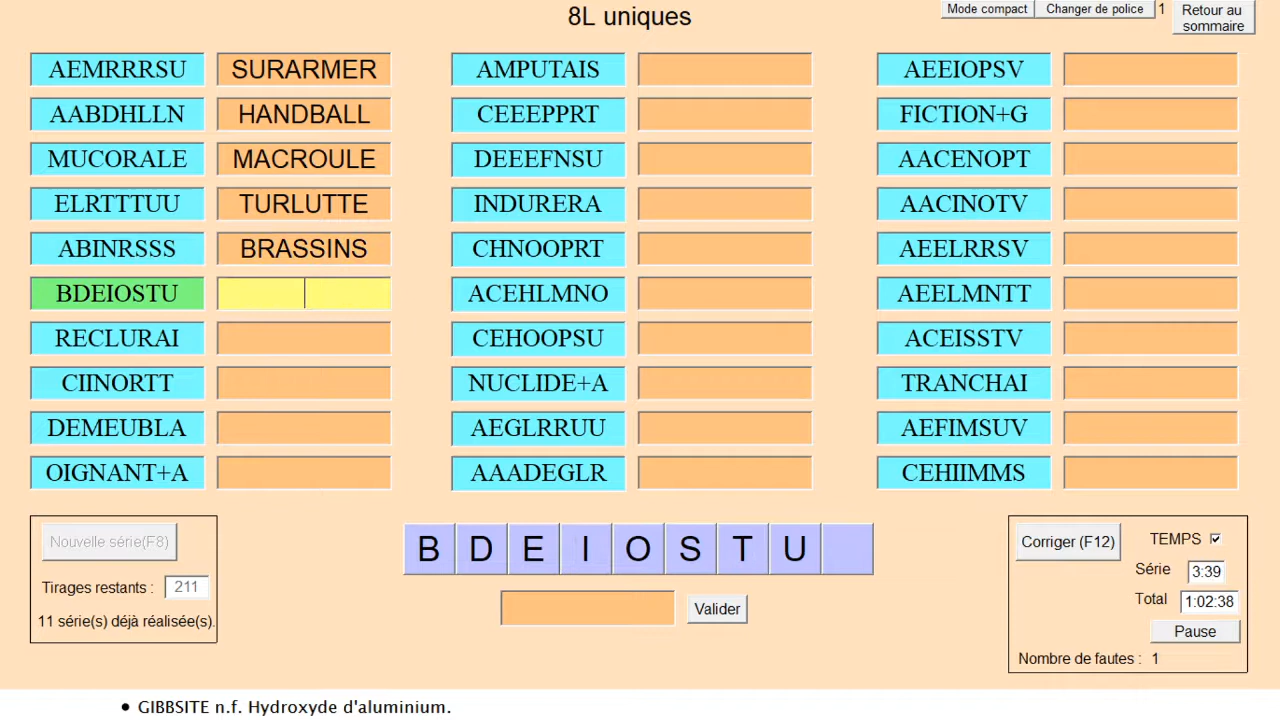 8L uniques
Mode compact Changer de police 1 Retour au sommaire
AEMRRRSU SURARMER AMPUTAIS AEEIOPSV
AABDHLLN HANDBALL CEEEPPRT FICTION+G
MUCORALE MACROULE DEEEFNSU AACENOPT
ELRTTTUU TURLUTTE INDURERA AACINOTV
ABINRSSS BRASSINS CHNOOPRT AEELRRSV
BDEIOSTU ACEHLMNO AEELMNTT
RECLURAI CEHOOPSU ACEISSTV
CIINORTT NUCLIDE+A TRANCHAI
DEMEUBLA AEGLRRUU AEFIMSUV
OIGNANT+A AAADEGLR CEHIIMMS
Nouvelle série(F8)
Tirages restants : 211
11 série(s) déjà réalisée(s).
B D E I O S T U
Valider
Corriger (F12) TEMPS
Série 3:39
Total 1:02:38
Pause
Nombre de fautes : 1
• GIBBSITE n.f. Hydroxyde d'aluminium.